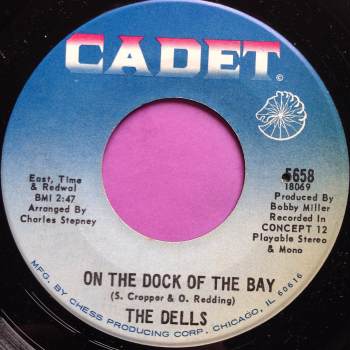 CADET
©
East, Time
& Redwal
BMI 2:47
Arranged By
Charles Stepney
5658
18069
Produced By
Bobby Miller
Recorded In
CONCEPT 12
Playable Stereo
& Mono
ON THE DOCK OF THE BAY
(S. Cropper & O. Redding)
THE DELLS
MFG. BY CHESS PRODUCING CORP., CHICAGO, IL 60616